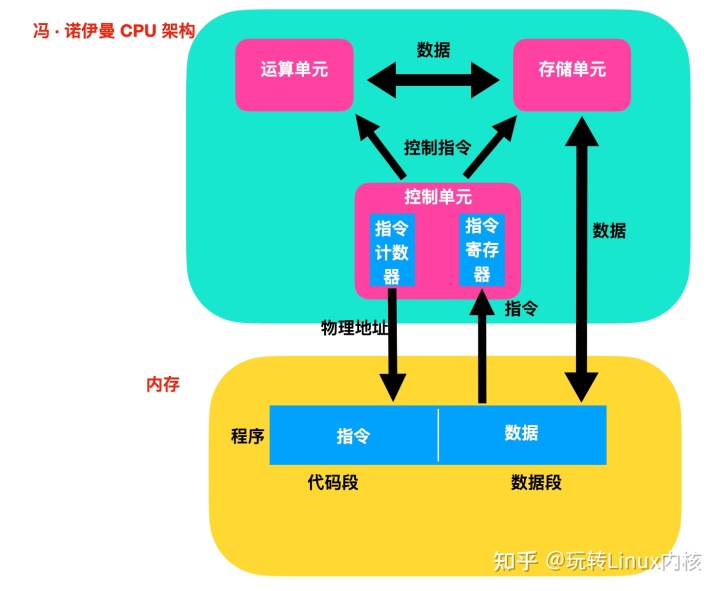 冯·诺伊曼 CPU 架构
数据
运算单元
存储单元
控制指令
控制单元
指令
计数
器
指令
寄存
器
数据
指令
物理地址
内存
程序
指令
数据
代码段
数据段
知乎 @玩转Linux内核